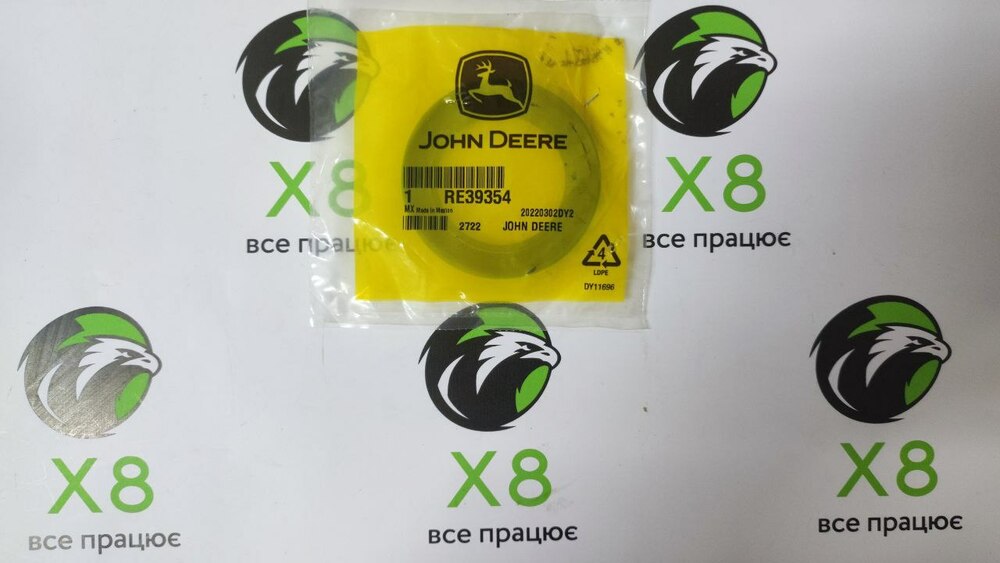 JOHN DEERE
1 RE39354
MX Made in Mexico
20220302DY2
2722 JOHN DEERE
4
LDPE
DY11696
X8
все працює
X8
все працює
X8
все працює
X8
все працює
X8
все працює